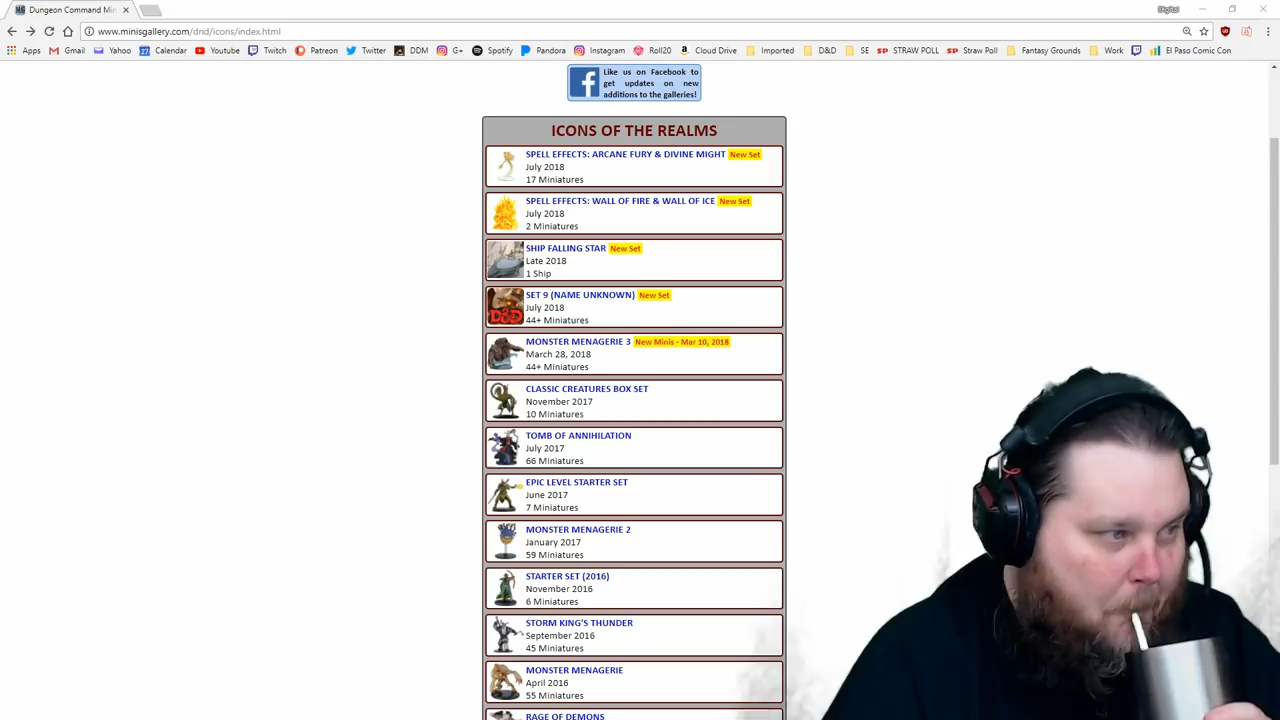 Dungeon Command Min
Digital
www.minisgallery.com/dnd/icons/index.html
Apps Gmail Yahoo Calendar Youtube Twitch Patreon Twitter DDM G+ Spotify Pandora Instagram Roll20 Cloud Drive Imported D&D SE SP STRAW POLL SP Straw Poll Fantasy Grounds Work El Paso Comic Con
Like us on Facebook to
get updates on new
additions to the galleries!
ICONS OF THE REALMS
SPELL EFFECTS: ARCANE FURY & DIVINE MIGHT New Set
July 2018
17 Miniatures
SPELL EFFECTS: WALL OF FIRE & WALL OF ICE New Set
July 2018
2 Miniatures
SHIP FALLING STAR New Set
Late 2018
1 Ship
SET 9 (NAME UNKNOWN) New Set
July 2018
D&D
44+ Miniatures
MONSTER MENAGERIE 3 New Minis - Mar 10, 2018
March 28, 2018
44+ Miniatures
CLASSIC CREATURES BOX SET
November 2017
10 Miniatures
TOMB OF ANNIHILATION
July 2017
66 Miniatures
EPIC LEVEL STARTER SET
June 2017
7 Miniatures
MONSTER MENAGERIE 2
January 2017
59 Miniatures
STARTER SET (2016)
November 2016
6 Miniatures
STORM KING'S THUNDER
September 2016
45 Miniatures
MONSTER MENAGERIE
April 2016
55 Miniatures
RAGE OF DEMONS